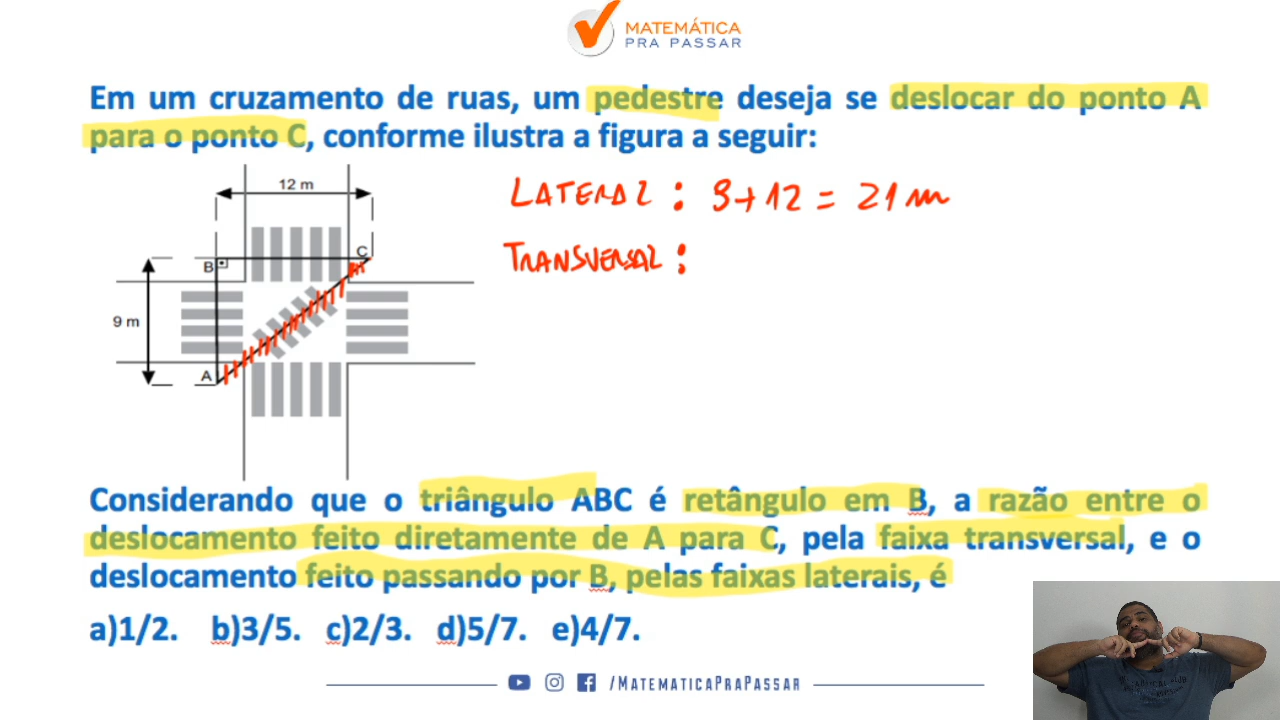 MATEMÁTICA
PRA PASSAR
Em um cruzamento de ruas, um pedestre deseja se deslocar do ponto A
para o ponto C, conforme ilustra a figura a seguir:
12 m
LATERAL : 9+12 = 21 m
TRANSVERSAL :
C
B
9 m
A
Considerando que o triângulo ABC é retângulo em B, a razão entre o
deslocamento feito diretamente de A para C, pela faixa transversal, e o
deslocamento feito passando por B, pelas faixas laterais, é
a)1/2. b)3/5. c)2/3. d)5/7. e)4/7.
/MATEMATICAPRAPASSAR